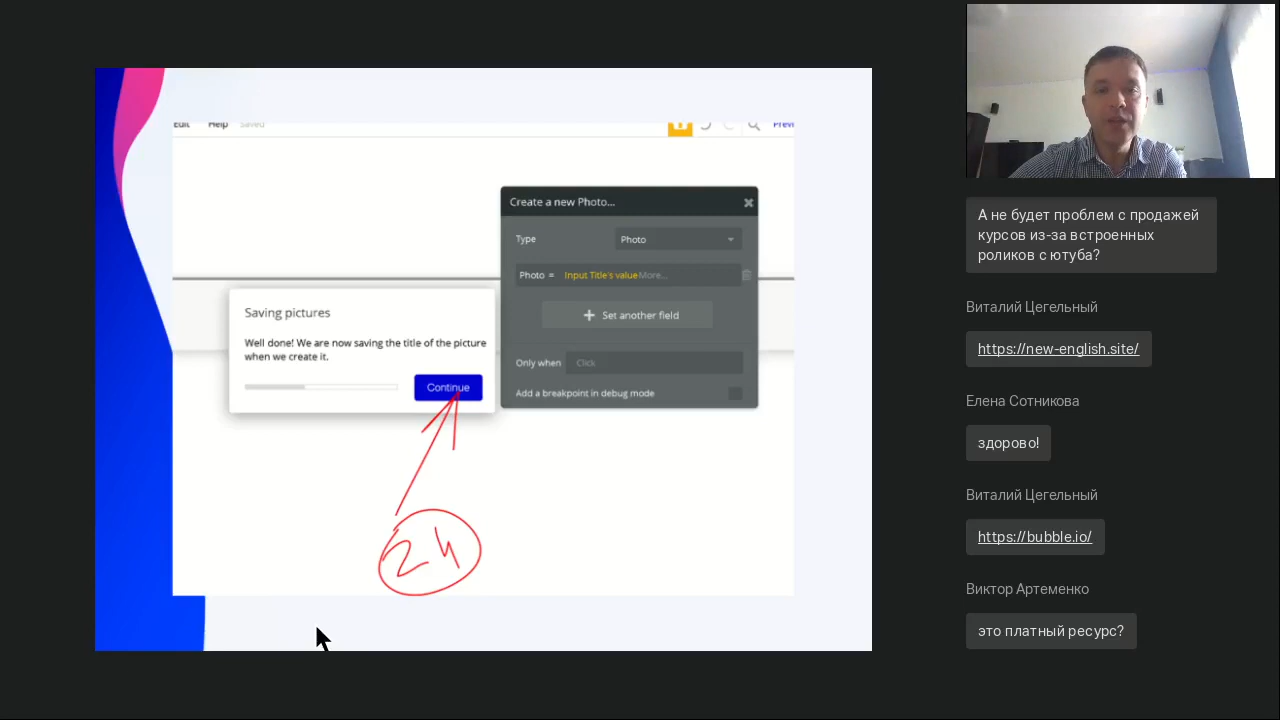 Edit Help Saved
Create a new Photo...
Type Photo
Photo = Input Title's value More...
Set another field
Only when Click
Add a breakpoint in debug mode
Saving pictures
Well done! We are now saving the title of the picture
when we create it.
Continue
24
А не будет проблем с продажей
курсов из-за встроенных
роликов с ютуба?
Виталий Цегельный
https://new-english.site/
Елена Сотникова
здорово!
Виталий Цегельный
https://bubble.io/
Виктор Артеменко
это платный ресурс?